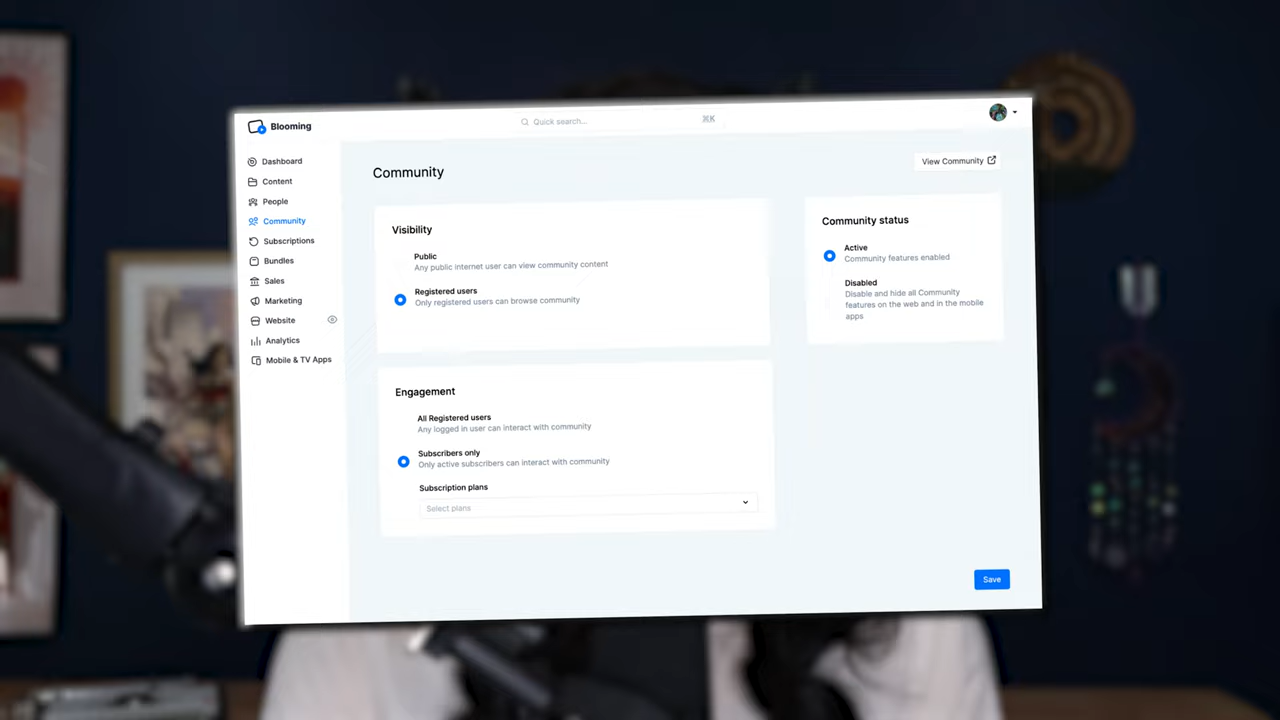 Blooming
Quick search...
⌘K
Dashboard
Content
People
Community
Subscriptions
Bundles
Sales
Marketing
Website
Analytics
Mobile & TV Apps
Community
View Community
Visibility
Public
Any public internet user can view community content
Registered users
Only registered users can browse community
Engagement
All Registered users
Any logged in user can interact with community
Subscribers only
Only active subscribers can interact with community
Subscription plans
Select plans
Community status
Active
Community features enabled
Disabled
Disable and hide all Community
features on the web and in the mobile
apps
Save